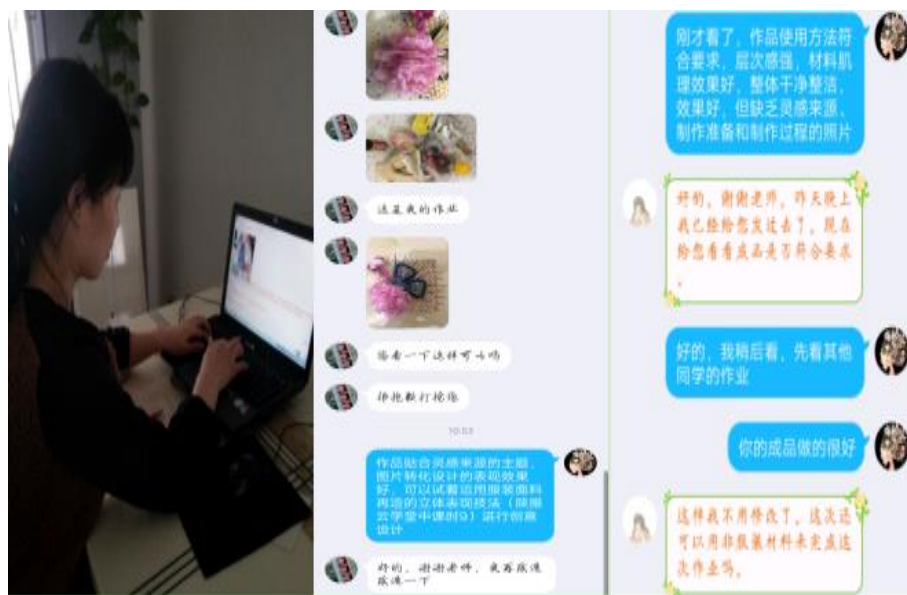 这是我的作业
您看一下这样可以吗
很抱歉打扰您
10:03
作品贴合灵感来源的主题,
图片转化设计的表现效果
好,可以试着运用服装面料
再造的立体表现技法(
云学堂中课时9)进行创意
设计
好的,谢谢老师,我再改进
改进一下
刚才看了,作品使用方法符
合要求,层次感强,材料肌
理效果好,整体干净整洁,
效果好,但缺乏灵感来源、
制作准备和制作过程的照片
好的,谢谢老师,昨天晚上
我已经给您发过去了,现在
给您看看成品是否符合要求
。
好的,我稍后看,先看其他
同学的作业
你的成品做的很好
这样我不用修改了,这次还
可以用非服装材料来完成这
次作业吗。